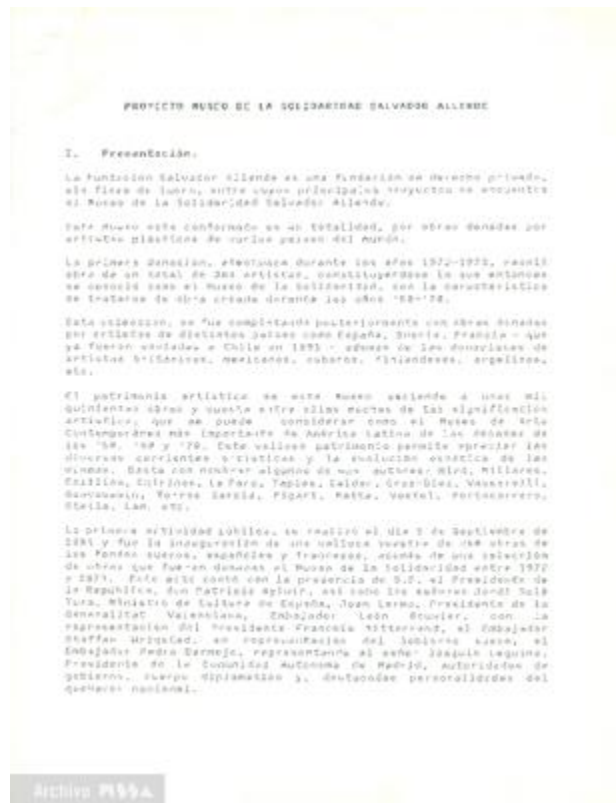 PROYECTO MUSEO DE LA SOLIDARIDAD SALVADOR ALLENDE
I. Presentación.
La Fundación Salvador Allende es una fundación de derecho privado,
sin fines de lucro, entre cuyos principales proyectos se encuentra
el Museo de la Solidaridad Salvador Allende.
Este Museo está conformado en su totalidad, por obras donadas por
artistas plásticos de varios países del mundo.
La primera donación, efectuada durante los años 1972-1973, reunió
obra de un total de artistas, constituyéndose lo que entonces
se conoció como el Museo de la Solidaridad, con la característica
de tratarse de obra creada durante los años '60-'70.
Esta colección, se fue completando posteriormente con obras donadas
por artistas de distintos países como España, Suecia, Francia - que
ya fueron enviadas a Chile en - además de las donaciones de
artistas británicos, mexicanos, cubanos, finlandeses, argelinos,
etc.
El patrimonio artístico de este Museo asciende a unas mil
quinientas obras y cuenta entre ellas muchas de tal significación
artística, que se puede considerar como el Museo de Arte
Contemporáneo más importante de América Latina de las décadas de
los '60 y '70. Este valioso patrimonio permite apreciar las
diversas corrientes artísticas y la evolución estética de las
mismas. Basta con nombrar algunos de sus autores: Miró, Millares,
Chillida, La Parc, Tapies, Calder, Cruz-Diez, Vasarely,
Guayasamín, Torres García, Figari, Matta, Vostel, Portocarrero,
Stella, Lam, etc.
La primera actividad pública, se realizó el día de Septiembre de
1991 y fue la inauguración de una valiosa muestra de obras de
los fondos suecos, españoles y franceses, además de una selección
de obras que fueron donadas al Museo de la Solidaridad entre 1972
y 1973. Este acto contó con la presencia de S.E. el Presidente de
la República, don Patricio Aylwin, así como los señores Jordi Solé
Tura, Ministro de Cultura de España, Joan Lerma, Presidente de la
Generalitat Valenciana, Embajador León Bouvier, con la
representación del Presidente Francois Mitterrand, el Embajador
Staffan Wrigstad, en representación del Gobierno sueco, el
Embajador Pedro Bermejo, representando al señor Joaquín Leguina,
Presidente de la Comunidad Autónoma de Madrid, autoridades de
gobierno, cuerpo diplomático y, destacadas personalidades del
quehacer nacional.
Archivo MSSA